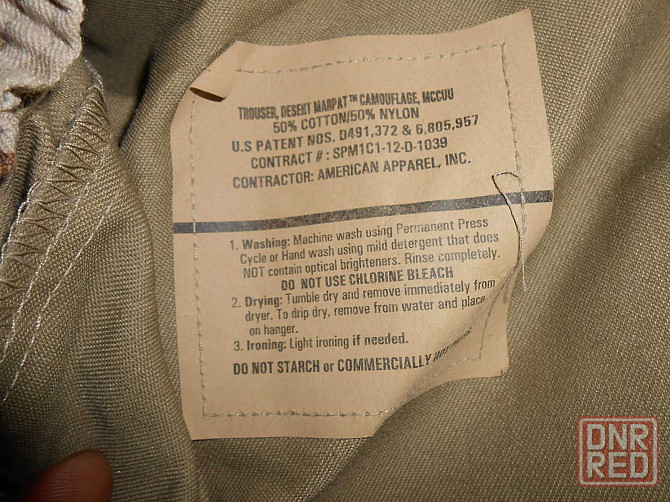 TROUSER, DESERT MARPAT™ CAMOUFLAGE, MCCUU
50% COTTON/50% NYLON
U.S PATENT NOS. D491,372 & 6,805,957
CONTRACT # : SPM1C1-12-D-1039
CONTRACTOR: AMERICAN APPAREL, INC.
1. Washing: Machine wash using Permanent Press
Cycle or Hand wash using mild detergent that does
NOT contain optical brighteners. Rinse completely.
DO NOT USE CHLORINE BLEACH
2. Drying: Tumble dry and remove immediately from
dryer. To drip dry, remove from water and place
on hanger.
3. Ironing: Light ironing if needed.
DO NOT STARCH or COMMERCIALLY
DNR
RED